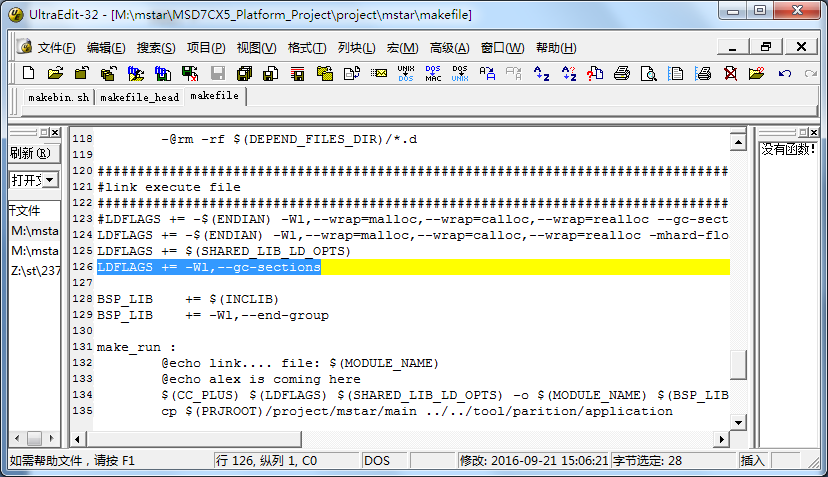 UltraEdit-32 - [M:\mstar\MSD7CX5_Platform_Project\project\mstar\makefile]
文件(F) 编辑(E) 搜索(S) 项目(P) 视图(V) 格式(T) 列块(L) 宏(M) 高级(A) 窗口(W) 帮助(H)
UNIX DOS DOS MAC DOS UNIX
makebin.sh makefile_head makefile
刷新(R)
打开文
开文件
M:\msta
M:\msta
Z:\st\237
没有函数!
118 -@rm -rf $(DEPEND_FILES_DIR)/*.d
119
120 ################################################################################
121 #link execute file
122 ################################################################################
123 #LDFLAGS += -$(ENDIAN) -Wl,--wrap=malloc,--wrap=calloc,--wrap=realloc --gc-sect
124 LDFLAGS += -$(ENDIAN) -Wl,--wrap=malloc,--wrap=calloc,--wrap=realloc -mhard-flo
125 LDFLAGS += $(SHARED_LIB_LD_OPTS)
126 LDFLAGS += -Wl,--gc-sections
127
128 BSP_LIB += $(INCLIB)
129 BSP_LIB += -Wl,--end-group
130
131 make_run :
132 @echo link.... file: $(MODULE_NAME)
133 @echo alex is coming here
134 $(CC_PLUS) $(LDFLAGS) $(SHARED_LIB_LD_OPTS) -o $(MODULE_NAME) $(BSP_LIB
135 cp $(PRJROOT)/project/mstar/main ../../tool/parition/application
如需帮助文件，请按 F1 行 126, 纵列 1, C0 DOS 修改: 2016-09-21 15:06:21 字节选定: 28 插入